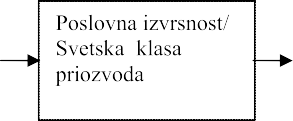 Poslovna izvrsnost/
Svetska klasa
priozvoda